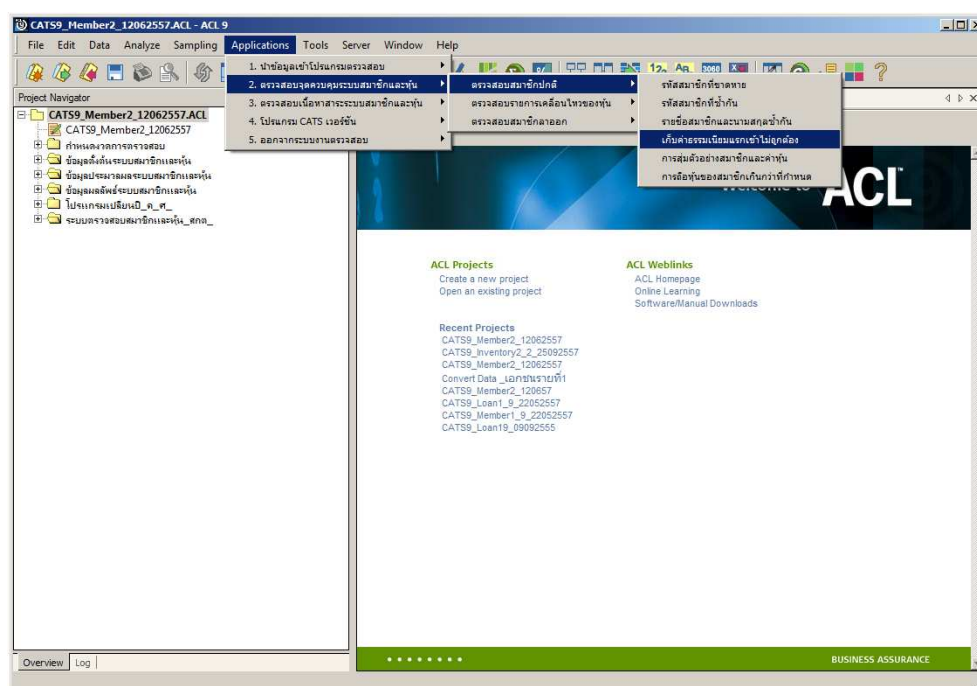 CATS9_Member2_12062557.ACL - ACL 9
File Edit Data Analyze Sampling Applications Tools Server Window Help
1. นำข้อมูลเข้าโปรแกรมตรวจสอบ
2. ตรวจสอบจุดควบคุมระบบสมาชิกและหุ้น
3. ตรวจสอบเนื้อหาสาระระบบสมาชิกและหุ้น
4. โปรแกรม CATS เวอร์ชัน
5. ออกจากระบบงานตรวจสอบ
ตรวจสอบสมาชิกปกติ
ตรวจสอบรายการเคลื่อนไหวของหุ้น
ตรวจสอบสมาชิกลาออก
รหัสสมาชิกที่ขาดหาย
รหัสสมาชิกที่ซ้ำกัน
รายชื่อสมาชิกและนามสกุลซ้ำกัน
เก็บค่าธรรมเนียมแรกเข้าไม่ถูกต้อง
การสุ่มตัวอย่างสมาชิกและค่าหุ้น
การถือหุ้นของสมาชิกเกินกว่าที่กำหนด
Project Navigator
CATS9_Member2_12062557.ACL
CATS9_Member2_12062557
กำหนดงวดการตรวจสอบ
ข้อมูลตั้งต้นระบบสมาชิกและหุ้น
ข้อมูลประมวลผลระบบสมาชิกและหุ้น
ข้อมูลผลลัพธ์ระบบสมาชิกและหุ้น
โปรแกรมเปลี่ยนปี_ค_ศ_
ระบบตรวจสอบสมาชิกและหุ้น_สกต_
ACL
ACL Projects
Create a new project
Open an existing project
ACL Weblinks
ACL Homepage
Online Learning
Software/Manual Downloads
Recent Projects
CATS9_Member2_12062557
CATS9_Inventory2_2_25092557
CATS9_Member2_12062557
Convert Data _เอกชนรายที่1
CATS9_Member2_120657
CATS9_Loan1_9_22052557
CATS9_Member1_9_22052557
CATS9_Loan19_09092555
Overview Log
BUSINESS ASSURANCE